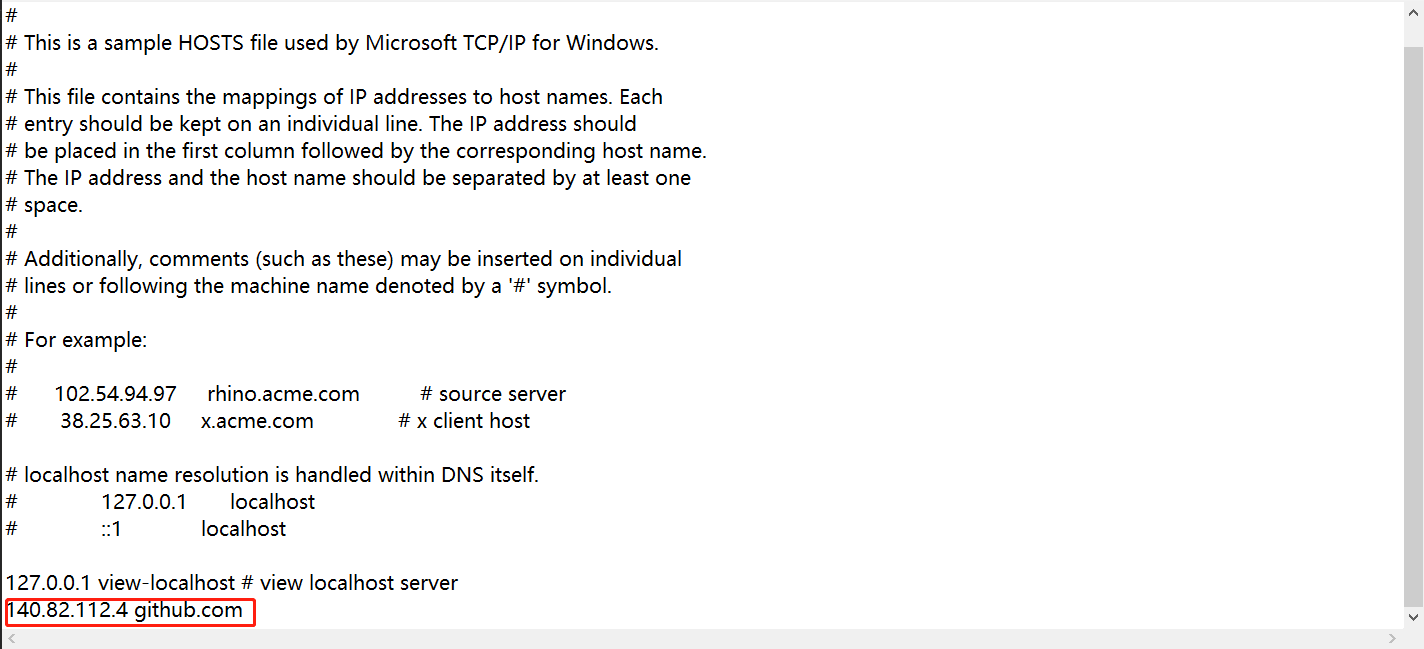 #
# This is a sample HOSTS file used by Microsoft TCP/IP for Windows.
#
# This file contains the mappings of IP addresses to host names. Each
# entry should be kept on an individual line. The IP address should
# be placed in the first column followed by the corresponding host name.
# The IP address and the host name should be separated by at least one
# space.
#
# Additionally, comments (such as these) may be inserted on individual
# lines or following the machine name denoted by a '#' symbol.
#
# For example:
#
#      102.54.94.97     rhino.acme.com          # source server
#       38.25.63.10     x.acme.com              # x client host

# localhost name resolution is handled within DNS itself.
#             127.0.0.1       localhost
#             ::1             localhost

127.0.0.1 view-localhost # view localhost server
140.82.112.4 github.com